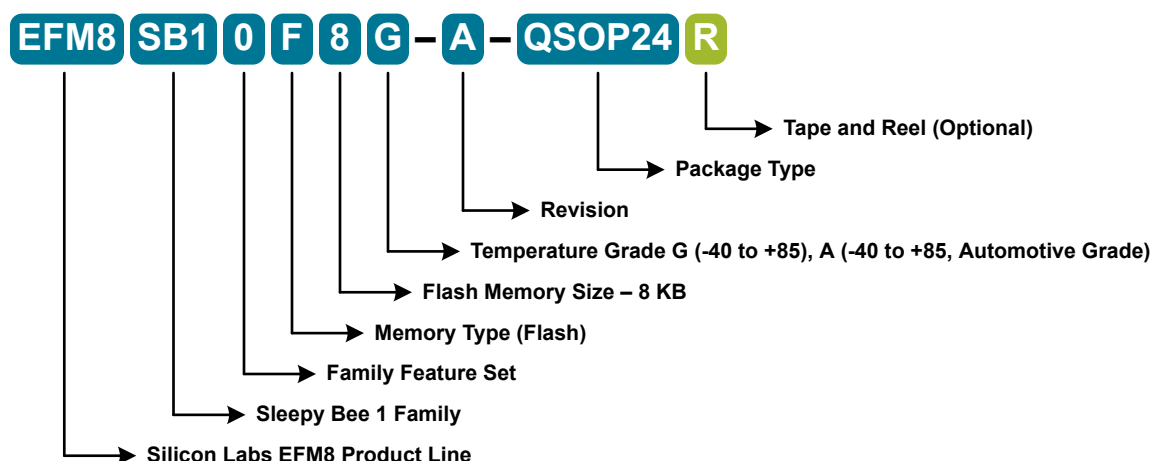 EFM8 SB1 0 F 8 G – A – QSOP24 R
Tape and Reel (Optional)
Package Type
Revision
Temperature Grade G (-40 to +85), A (-40 to +85, Automotive Grade)
Flash Memory Size – 8 KB
Memory Type (Flash)
Family Feature Set
Sleepy Bee 1 Family
Silicon Labs EFM8 Product Line